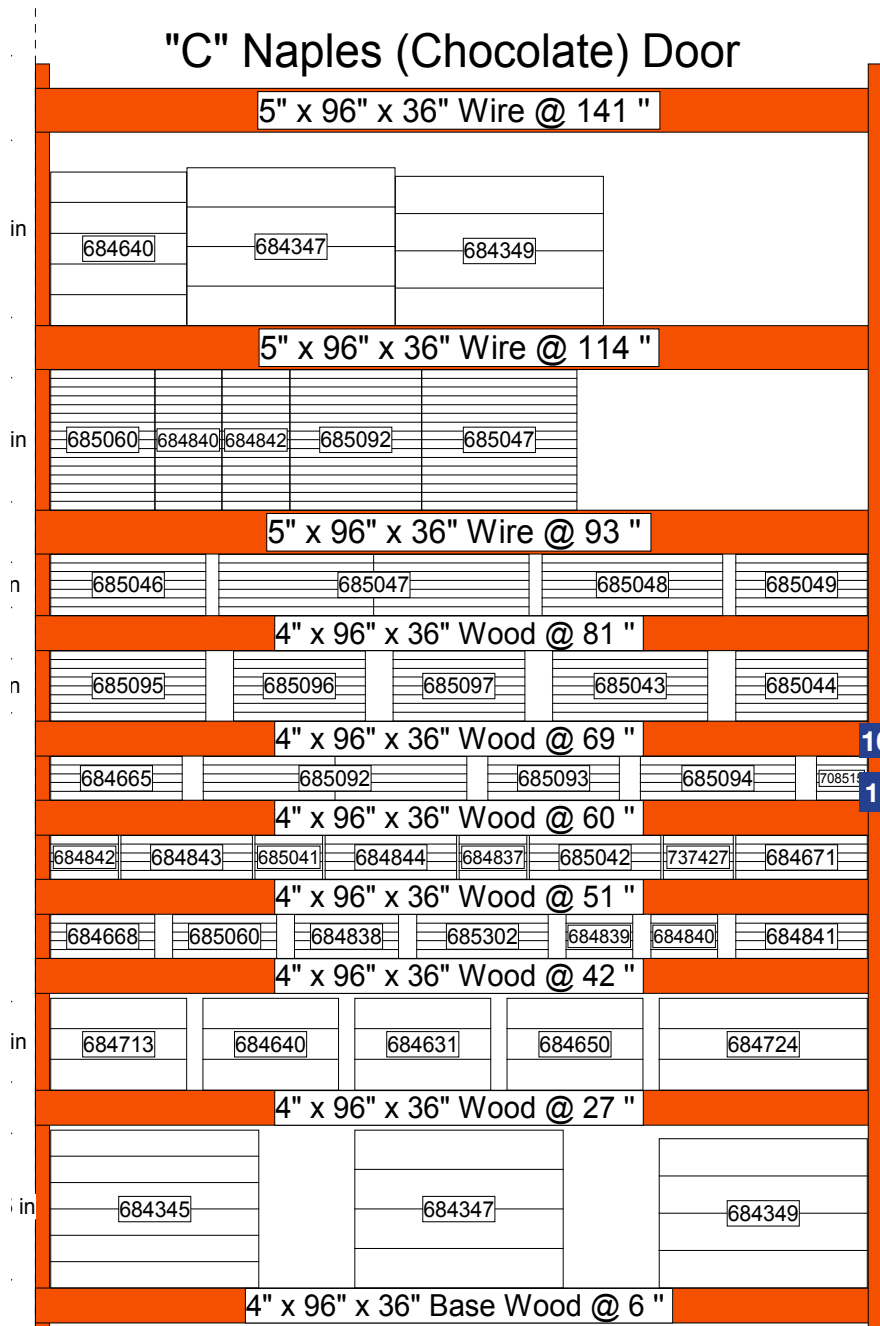 "C" Naples (Chocolate) Door
5" x 96" x 36" Wire @ 141 "
in
684640 684347 684349
5" x 96" x 36" Wire @ 114 "
in
685060 684840 684842 685092 685047
5" x 96" x 36" Wire @ 93 "
n
685046 685047 685048 685049
4" x 96" x 36" Wood @ 81 "
n
685095 685096 685097 685043 685044
4" x 96" x 36" Wood @ 69 "
684665 685092 685093 685094
4" x 96" x 36" Wood @ 60 "
684842 684843 685041 684844 684837 685042 737427 684671
4" x 96" x 36" Wood @ 51 "
684668 685060 684838 685302 684839 684840 684841
4" x 96" x 36" Wood @ 42 "
in
684713 684640 684631 684650 684724
4" x 96" x 36" Wood @ 27 "
in
684345 684347 684349
4" x 96" x 36" Base Wood @ 6 "